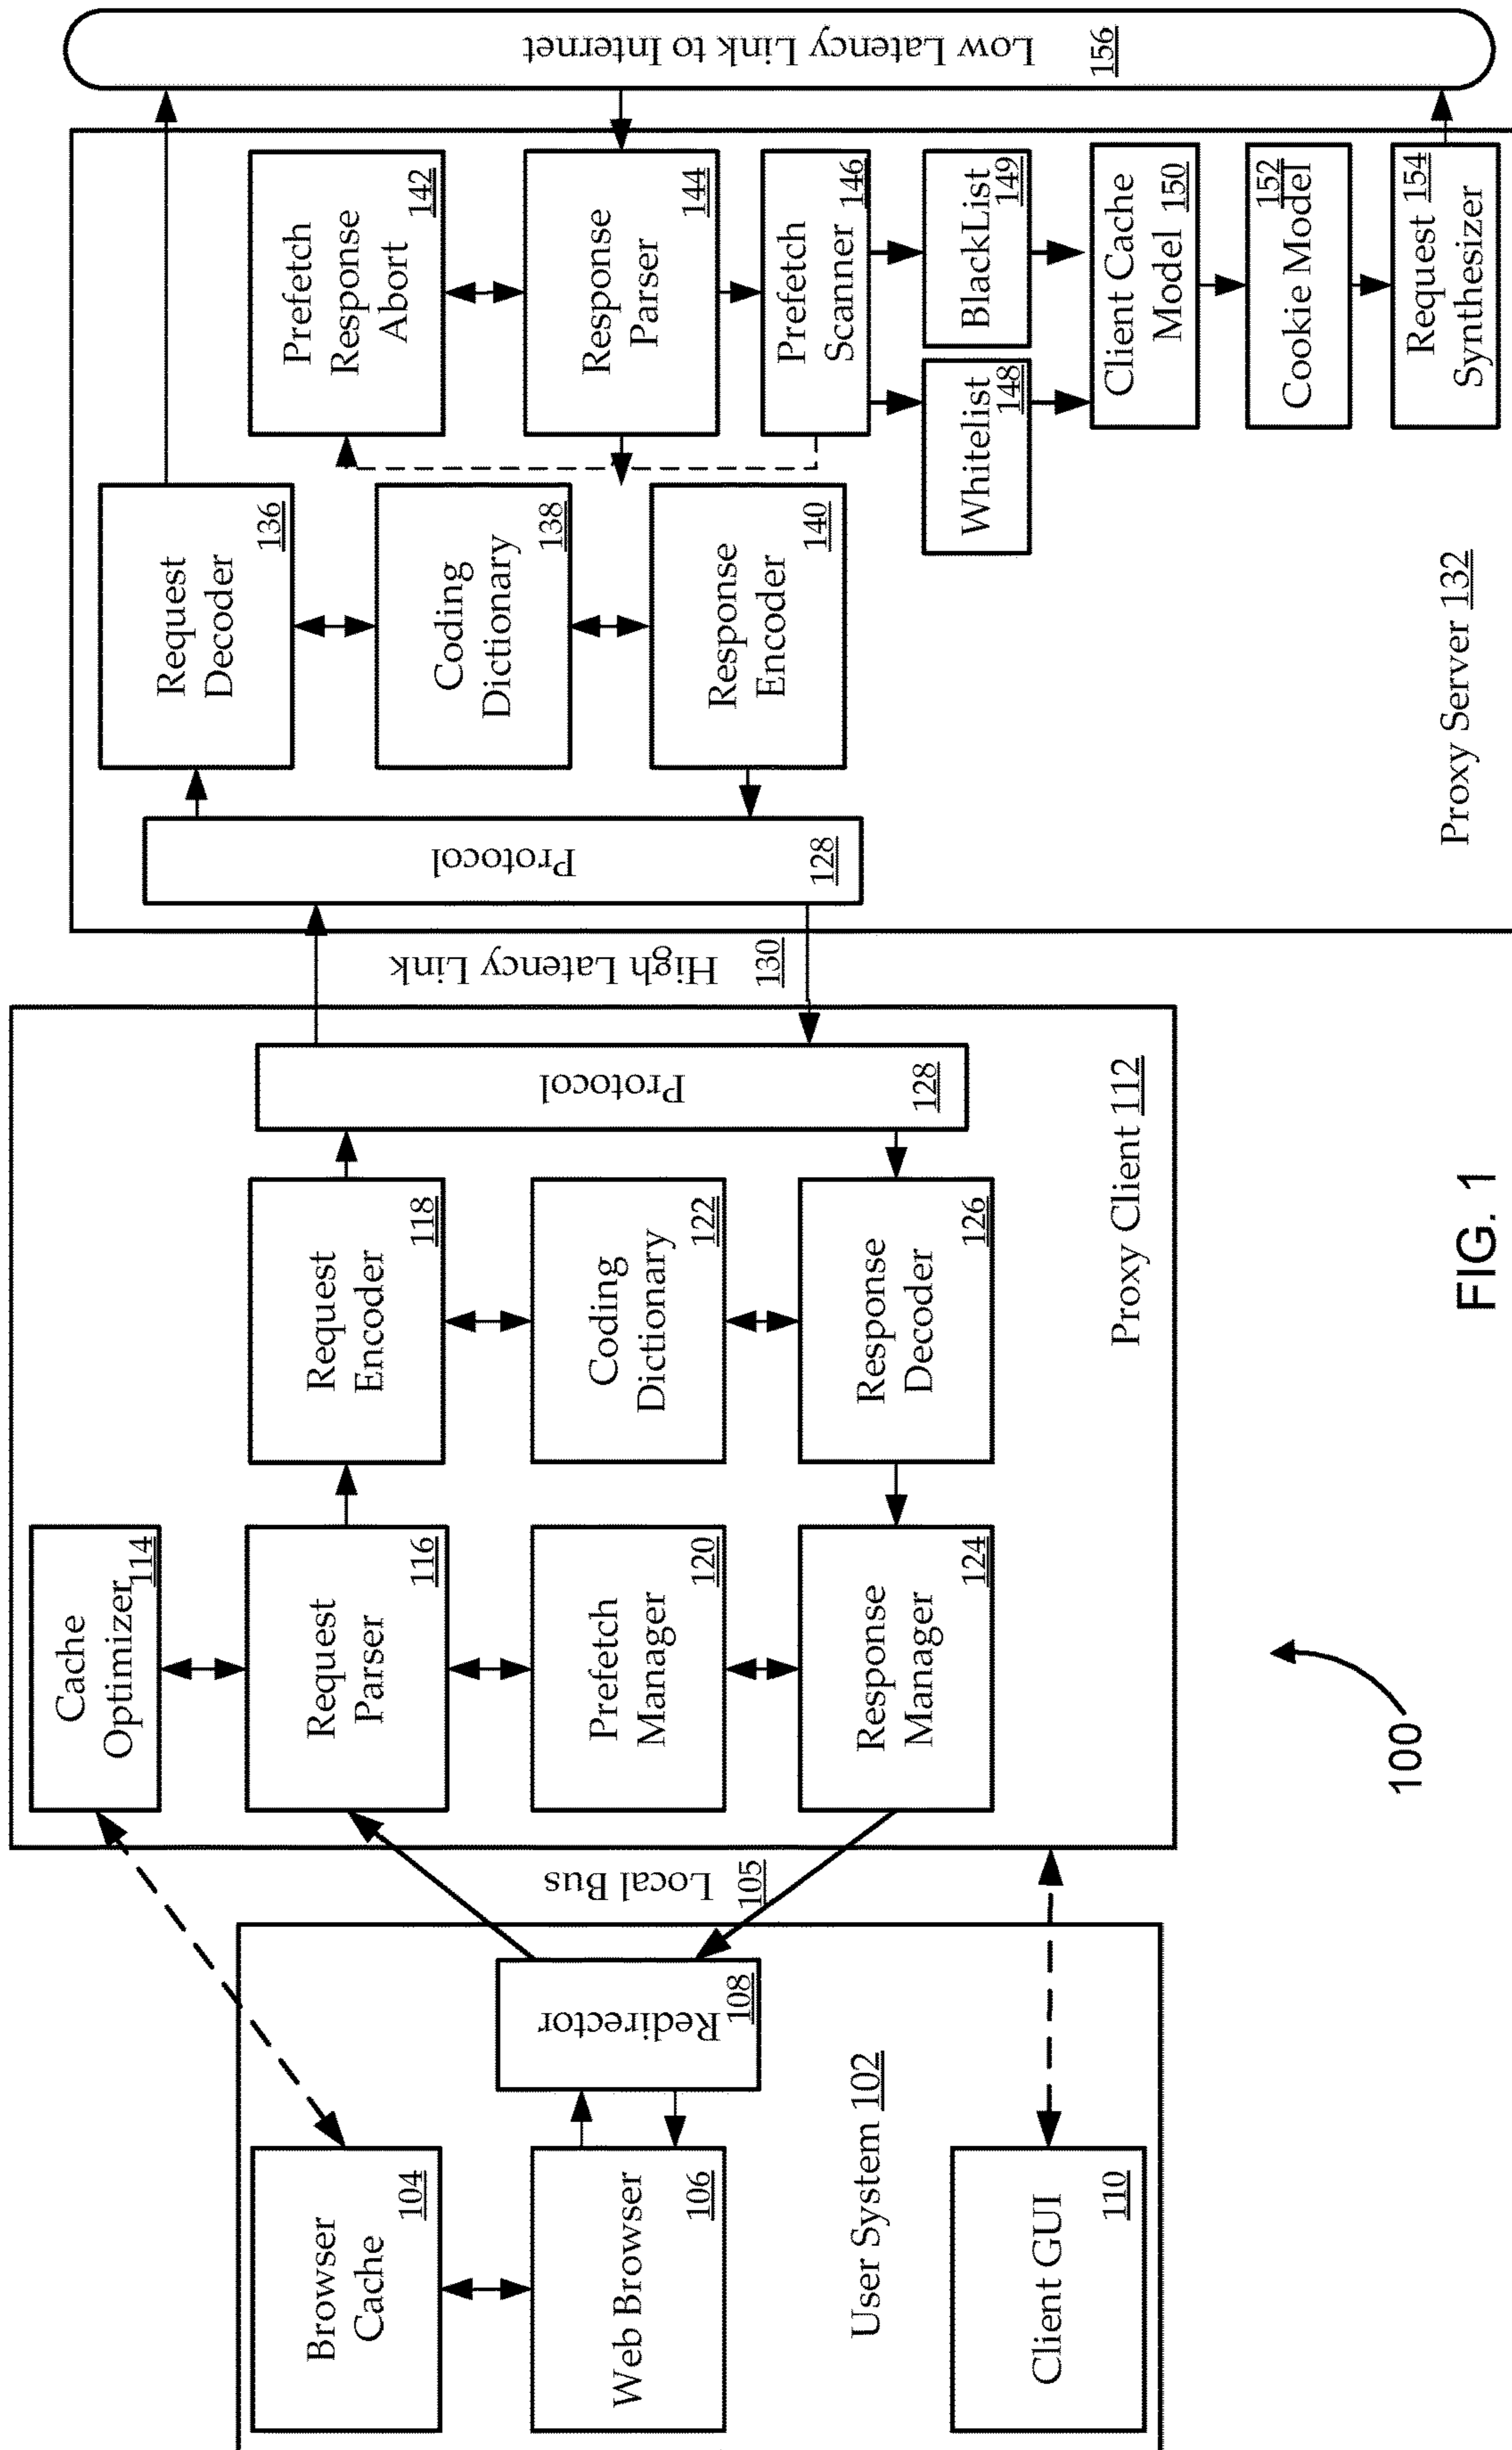 Browser
Cache
104
Web Browser
106
Redirector
108
User System 102
Client GUI
110
Local Bus
105
Cache
Optimizer
114
Request
Parser
116
Request
Encoder
118
Prefetch
Manager
120
Coding
Dictionary
122
Response
Manager
124
Response
Decoder
126
Protocol
128
Proxy Client 112
High Latency Link
130
Protocol
128
Request
Decoder
136
Coding
Dictionary
138
Response
Encoder
140
Prefetch
Response
Abort
142
Response
Parser
144
Prefetch
Scanner 146
Whitelist
148
BlackList
149
Client Cache
Model 150
Cookie Model
152
Request 154
Synthesizer
Proxy Server 132
Low Latency Link to Internet
156
100
FIG. 1